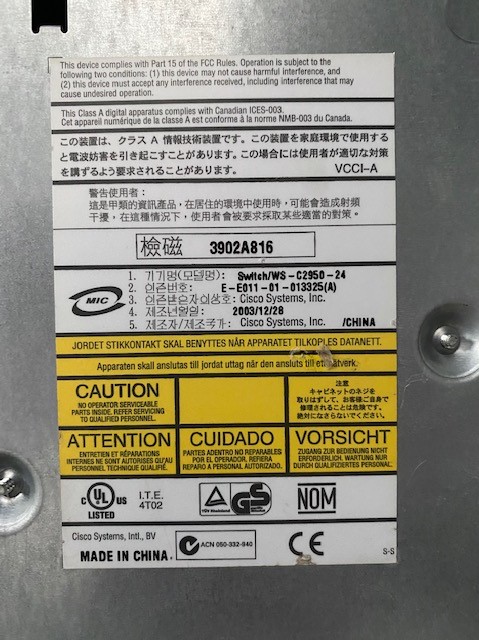 This device complies with Part 15 of the FCC Rules. Operation is subject to the
following two conditions: (1) this device may not cause harmful interference, and
(2) this device must accept any interference received, including interference that may
cause undesired operation.
This Class A digital apparatus complies with Canadian ICES-003.
Cet appareil numérique de la classe A est conforme à la norme NMB-003 du Canada.
この装置は、クラス A 情報技術装置です。この装置を家庭環境で使用する
と電波妨害を引き起こすことがあります。この場合には使用者が適切な対策
を講ずるよう要求されることがあります。 VCCI-A
警告使用者：
這是甲類的資訊產品，在居住的環境中使用時，可能會造成射頻
干擾，在這種情況下，使用者會被要求採取某些適當的對策。
檢磁 3902A816
MIC
1. 기기명(모델명): Switch/WS-C2950-24
2. 인증번호: E-E011-01-013325(A)
3. 인증받은자의상호: Cisco Systems, Inc.
4. 제조년월일: 2003/12/28
5. 제조자/제조국가: Cisco Systems, Inc. /CHINA
JORDET STIKKONTAKT SKAL BENYTTES NÅR APPARATET TILKOPLES DATANETT.
Apparaten skall anslutas till jordat uttag när den ansluts till ett nätverk.
CAUTION
NO OPERATOR SERVICEABLE
PARTS INSIDE. REFER SERVICING
TO QUALIFIED PERSONNEL.
注意
キャビネットのネジを
取りはずして、お客様ご自身で
修理されることは危険です。
絶対になさらないでください。
ATTENTION
ENTRETIEN ET RÉPARATIONS
INTERNES NE SONT AUTORISÉS QU'AU
PERSONNEL TECHNIQUE QUALIFIÉ.
CUIDADO
PARTES ADENTRO NO REPARABLES
POR EL OPERADOR. REFIERA
REPARO A PERSONAL AUTORIZADO.
VORSICHT
ZUGANG ZUR BEDIENUNG NICHT
ERFORDERLICH. WARTUNG NUR
DURCH QUALIFIZIERTES PERSONAL.
C UL US
LISTED
I.T.E.
4T02
TÜV Rheinland
GS
NOM
Cisco Systems, Intl., BV
MADE IN CHINA.
ACN 050-332-940
CE
S-S